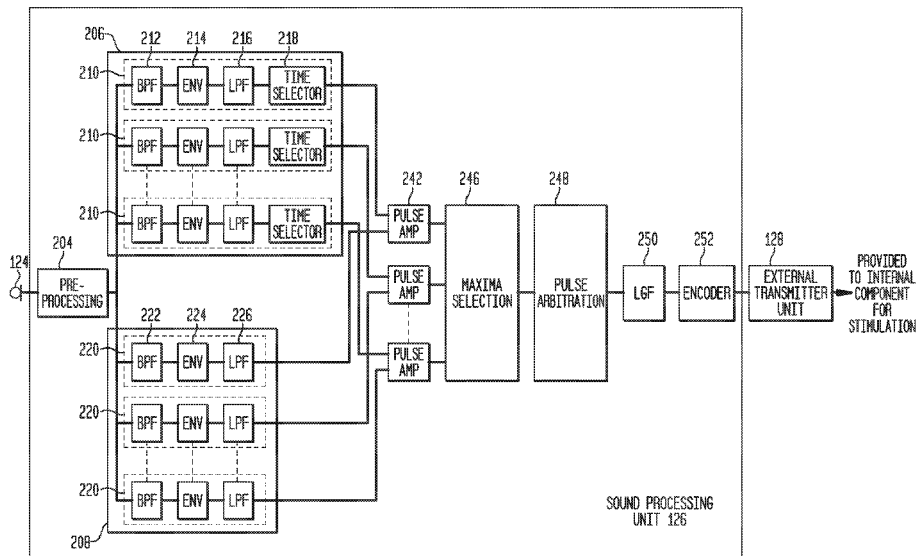 206
212
214
216
218
210
BPF
ENV
LPF
TIME
SELECTOR
210
BPF
ENV
LPF
TIME
SELECTOR
210
BPF
ENV
LPF
TIME
SELECTOR
124
204
PRE-
PROCESSING
242
PULSE
AMP
PULSE
AMP
PULSE
AMP
246
MAXIMA
SELECTION
248
PULSE
ARBITRATION
250
LGF
252
ENCODER
128
EXTERNAL
TRANSMITTER
UNIT
PROVIDED
TO INTERNAL
COMPONENT
FOR
STIMULATION
222
224
226
220
BPF
ENV
LPF
220
BPF
ENV
LPF
220
BPF
ENV
LPF
208
SOUND PROCESSING
UNIT 126